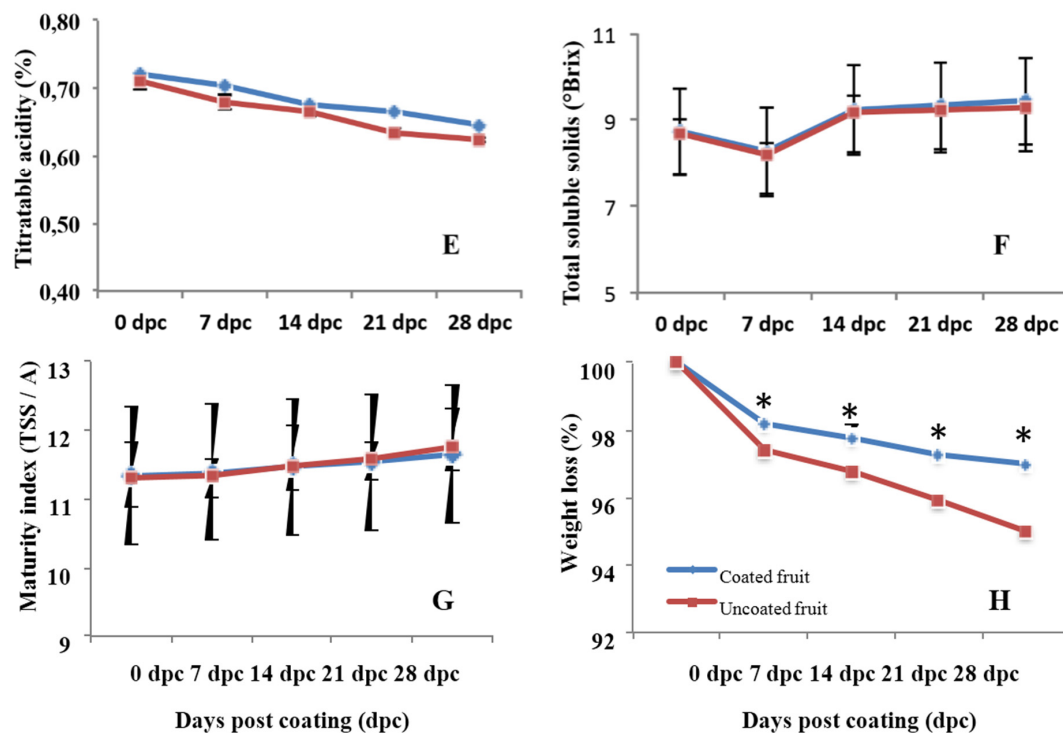 Titratable acidity (%)
0,80
0,70
0,60
0,50
0,40
E
0 dpc 7 dpc 14 dpc 21 dpc 28 dpc
Total soluble solids (°Brix)
11
9
7
5
F
0 dpc 7 dpc 14 dpc 21 dpc 28 dpc
Maturity index (TSS / A)
13
12
11
10
9
G
0 dpc 7 dpc 14 dpc 21 dpc 28 dpc
Days post coating (dpc)
Weight loss (%)
100
98
96
94
92
* * * *
Coated fruit
Uncoated fruit
H
0 dpc 7 dpc 14 dpc 21 dpc 28 dpc
Days post coating (dpc)